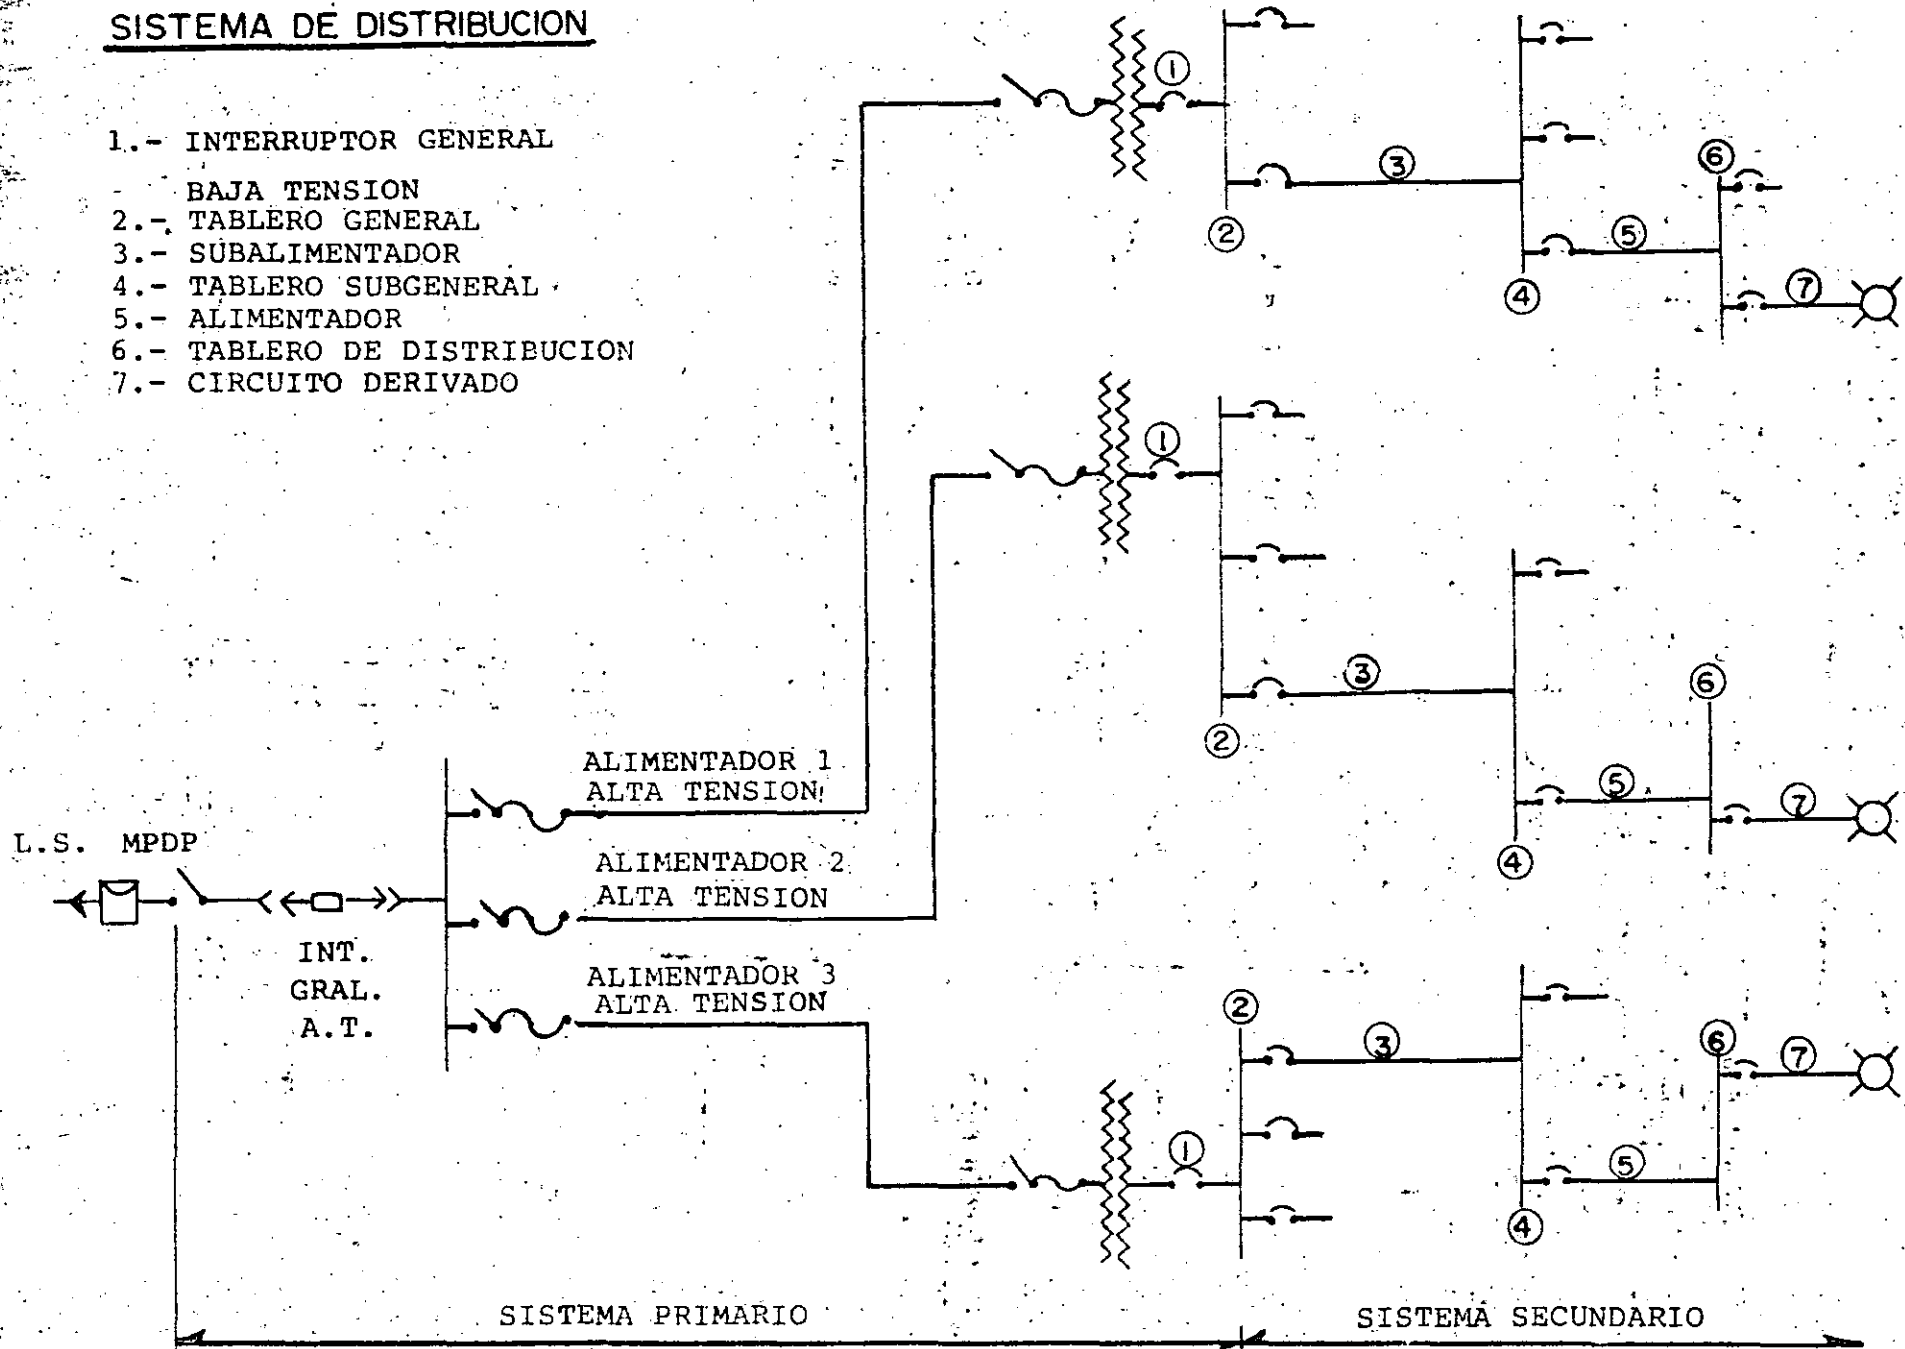 SISTEMA DE DISTRIBUCION
1.- INTERRUPTOR GENERAL
BAJA TENSION
2.- TABLERO GENERAL
3.- SUBALIMENTADOR
4.- TABLERO SUBGENERAL
5.- ALIMENTADOR
6.- TABLERO DE DISTRIBUCION
7.- CIRCUITO DERIVADO
1
2
3
4
5
6
7
1
2
3
4
5
6
7
ALIMENTADOR 1
ALTA TENSION
L.S. MPDP
ALIMENTADOR 2
ALTA TENSION
INT.
GRAL.
A.T.
ALIMENTADOR 3
ALTA TENSION
1
2
3
4
5
6
7
SISTEMA PRIMARIO
SISTEMA SECUNDARIO